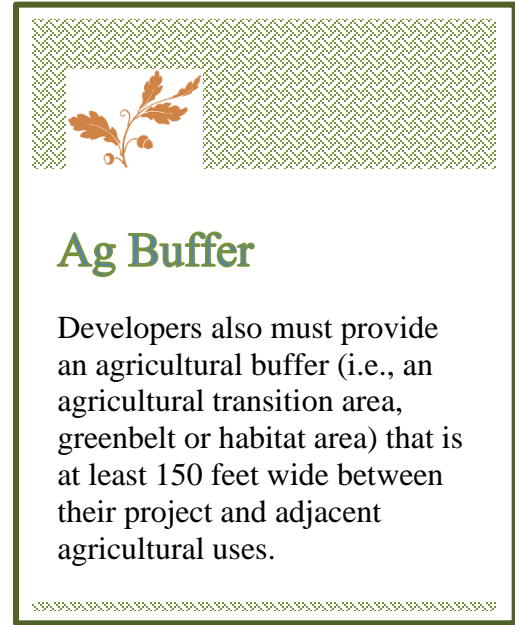 Ag Buffer
Developers also must provide
an agricultural buffer (i.e., an
agricultural transition area,
greenbelt or habitat area) that is
at least 150 feet wide between
their project and adjacent
agricultural uses.